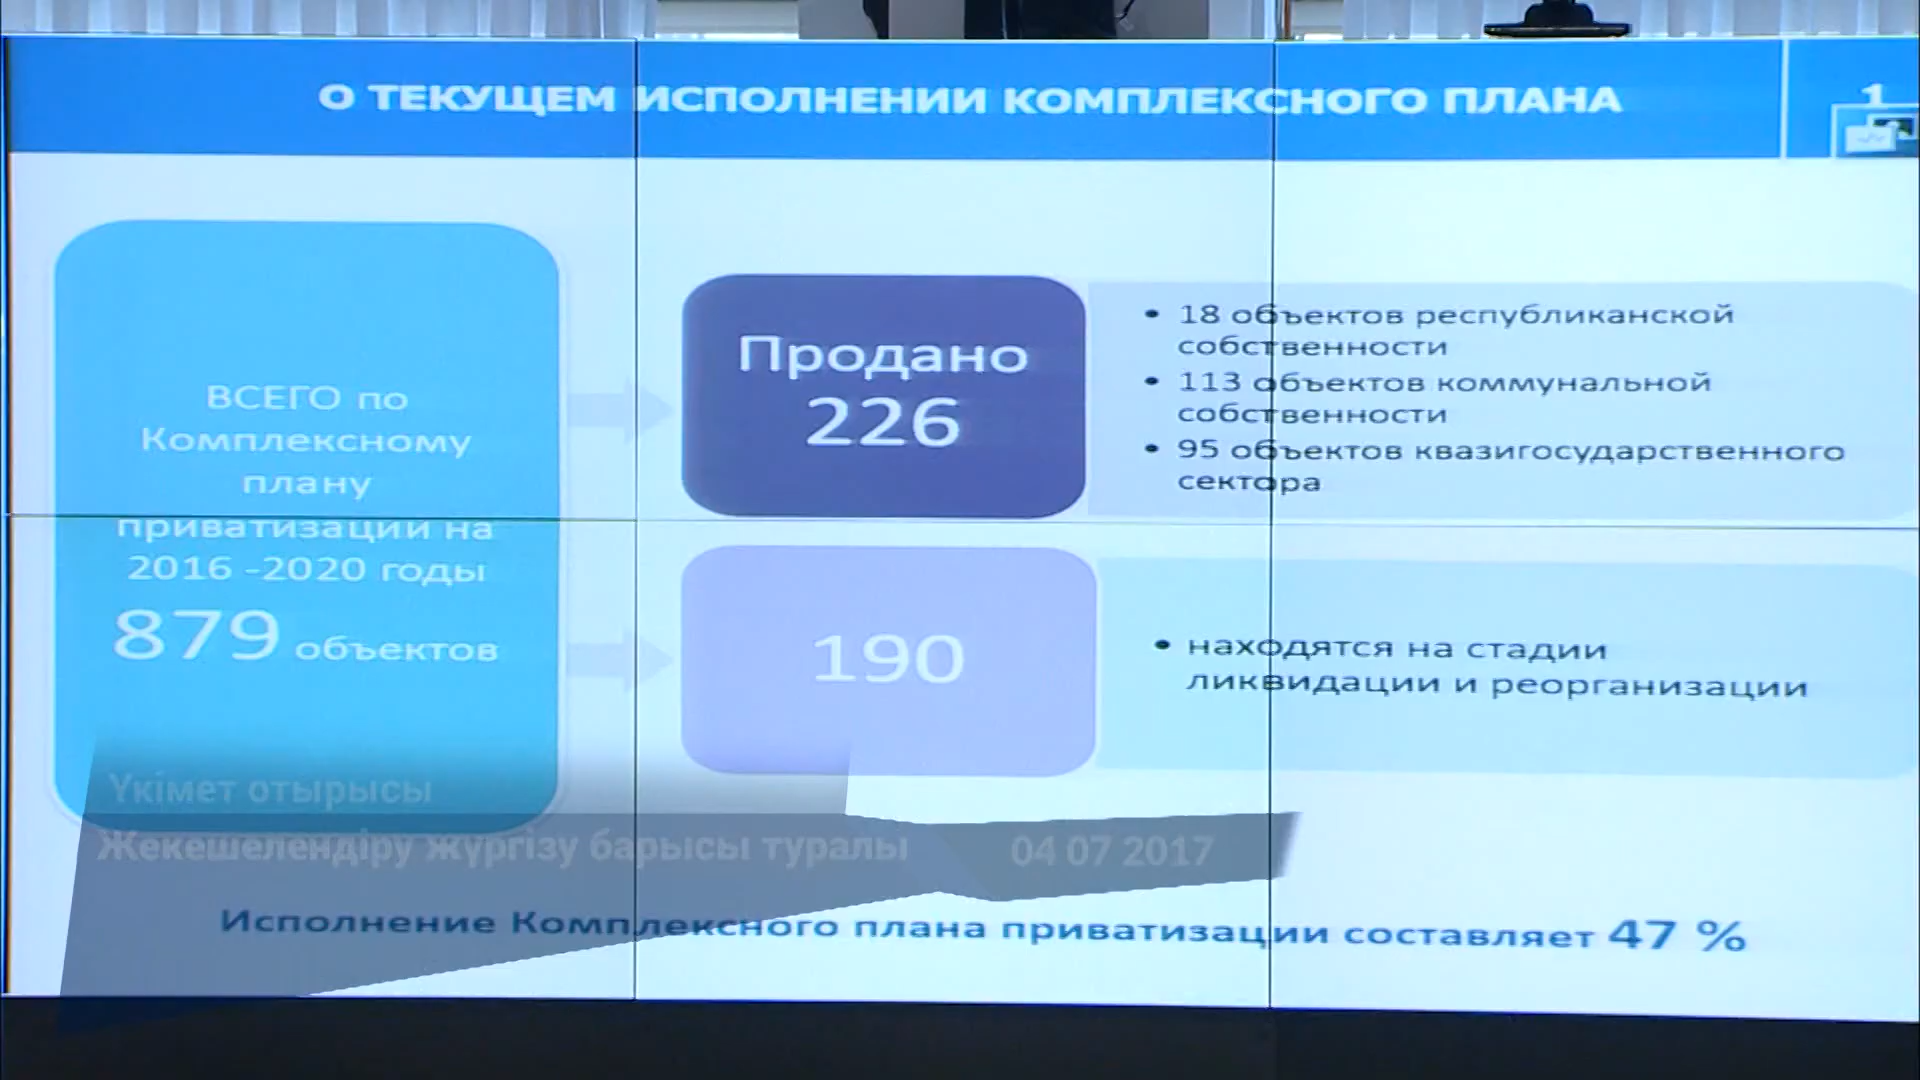 О ТЕКУЩЕМ ИСПОЛНЕНИИ КОМПЛЕКСНОГО ПЛАНА
1
ВСЕГО по
Комплексному
плану
приватизации на
2016 -2020 годы
879 объектов
Продано
226
• 18 объектов республиканской
собственности
• 113 объектов коммунальной
собственности
• 95 объектов квазигосударственного
сектора
190
• находятся на стадии
ликвидации и реорганизации
Үкімет отырысы
Жекешелендіру жүргізу барысы туралы
04 07 2017
Исполнение Комплексного плана приватизации составляет 47 %